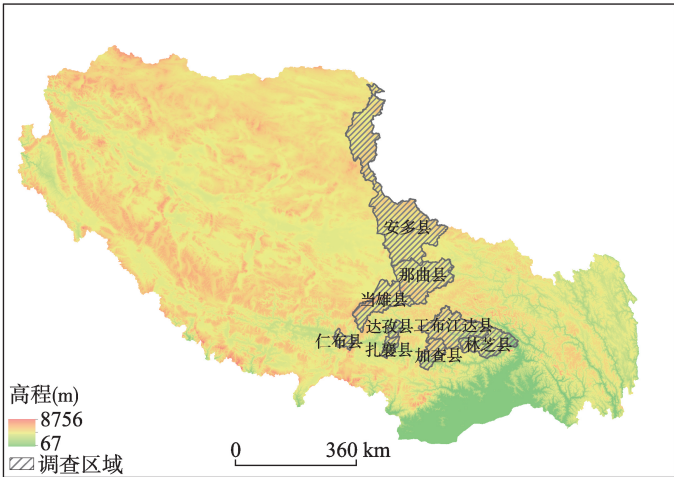 安多县
那曲县
当雄县
达孜县 工布江达县
仁布县 扎囊县 加查县 林芝县
高程(m)
8756
67
调查区域
0 360 km